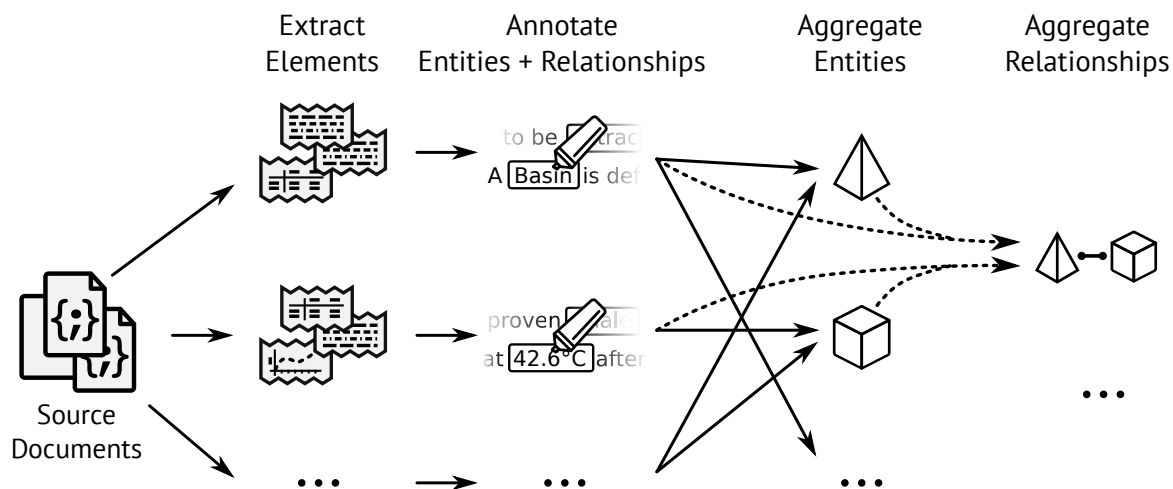 Extract
Elements
Annotate
Entities + Relationships
Aggregate
Entities
Aggregate
Relationships
to be
A Basin is def
{;}
{;}
proven
at 42.6°C after
Source
Documents
...
...
...
...